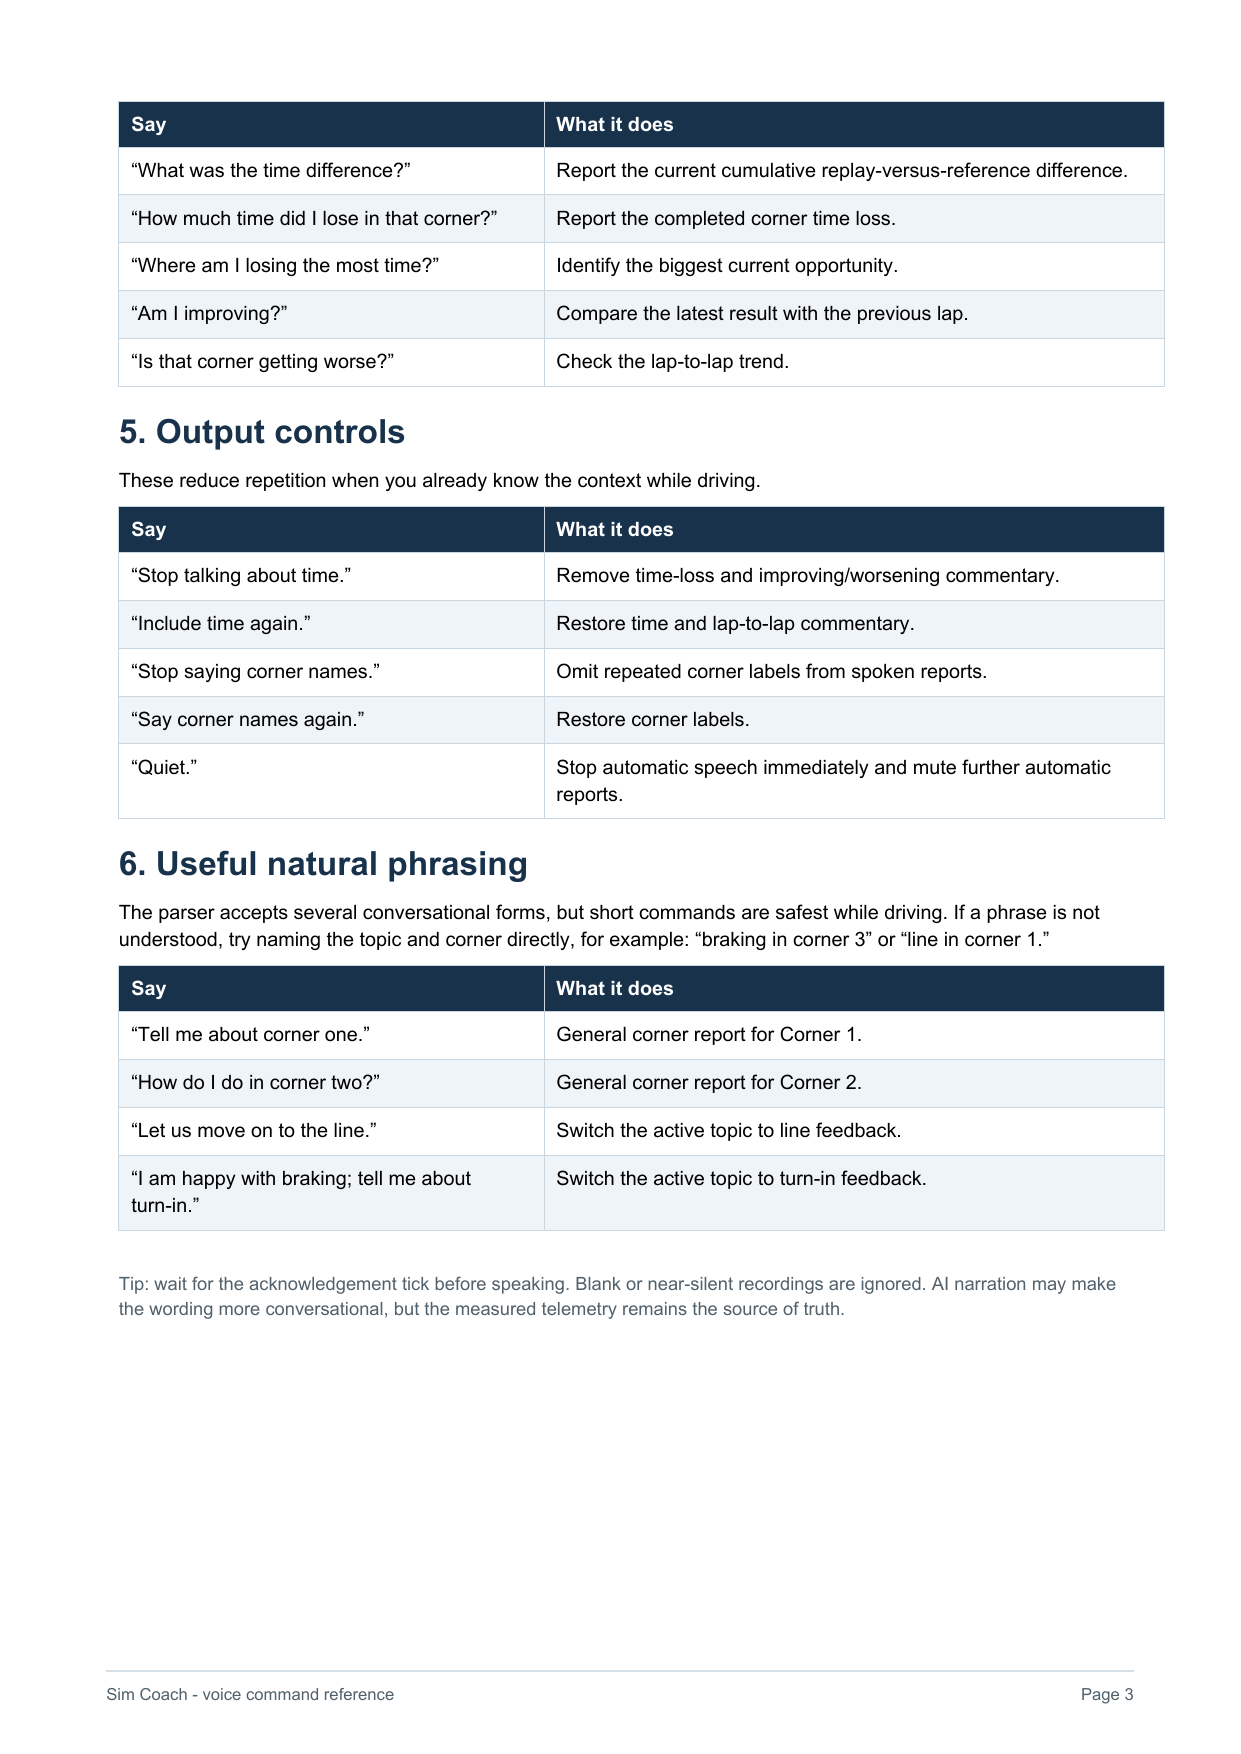 Say What it does
“What was the time difference?” Report the current cumulative replay-versus-reference difference.
“How much time did I lose in that corner?” Report the completed corner time loss.
“Where am I losing the most time?” Identify the biggest current opportunity.
“Am I improving?” Compare the latest result with the previous lap.
“Is that corner getting worse?” Check the lap-to-lap trend.
5. Output controls
These reduce repetition when you already know the context while driving.
Say What it does
“Stop talking about time.” Remove time-loss and improving/worsening commentary.
“Include time again.” Restore time and lap-to-lap commentary.
“Stop saying corner names.” Omit repeated corner labels from spoken reports.
“Say corner names again.” Restore corner labels.
“Quiet.” Stop automatic speech immediately and mute further automatic
reports.
6. Useful natural phrasing
The parser accepts several conversational forms, but short commands are safest while driving. If a phrase is not
understood, try naming the topic and corner directly, for example: “braking in corner 3” or “line in corner 1.”
Say What it does
“Tell me about corner one.” General corner report for Corner 1.
“How do I do in corner two?” General corner report for Corner 2.
“Let us move on to the line.” Switch the active topic to line feedback.
“I am happy with braking; tell me about Switch the active topic to turn-in feedback.
turn-in.”
Tip: wait for the acknowledgement tick before speaking. Blank or near-silent recordings are ignored. AI narration may make
the wording more conversational, but the measured telemetry remains the source of truth.
Sim Coach - voice command reference Page 3